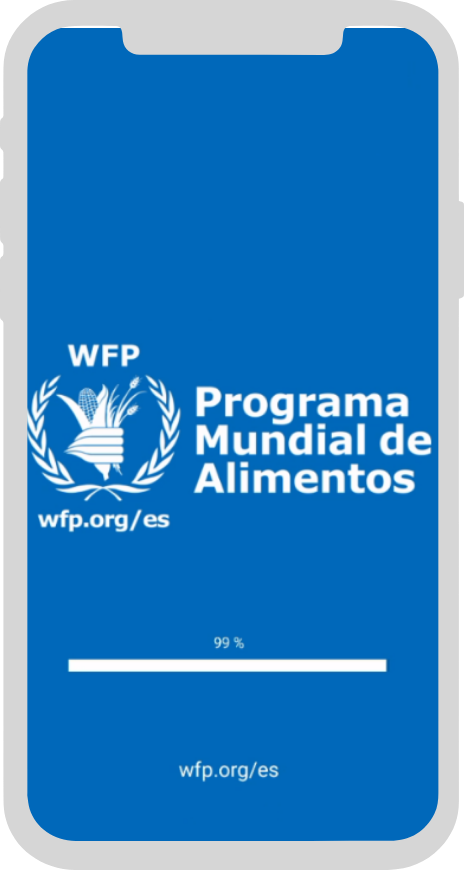 WFP
Programa
Mundial de
Alimentos
wfp.org/es
99 %
wfp.org/es